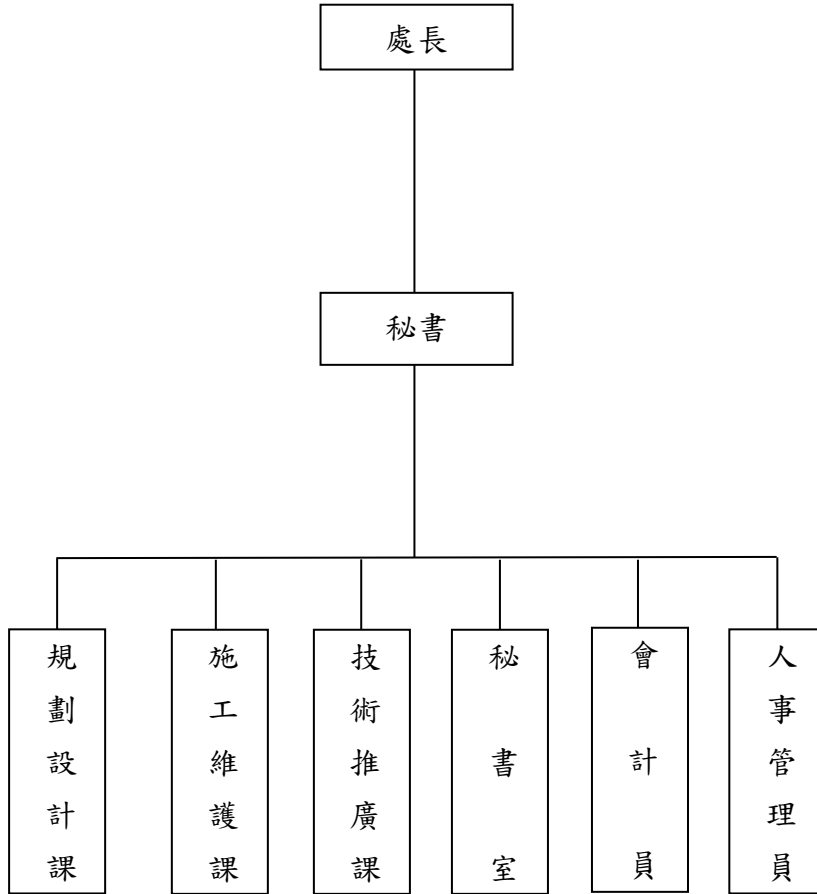 處長
秘書
規劃設計課
施工維護課
技術推廣課
秘書室
會計員
人事管理員